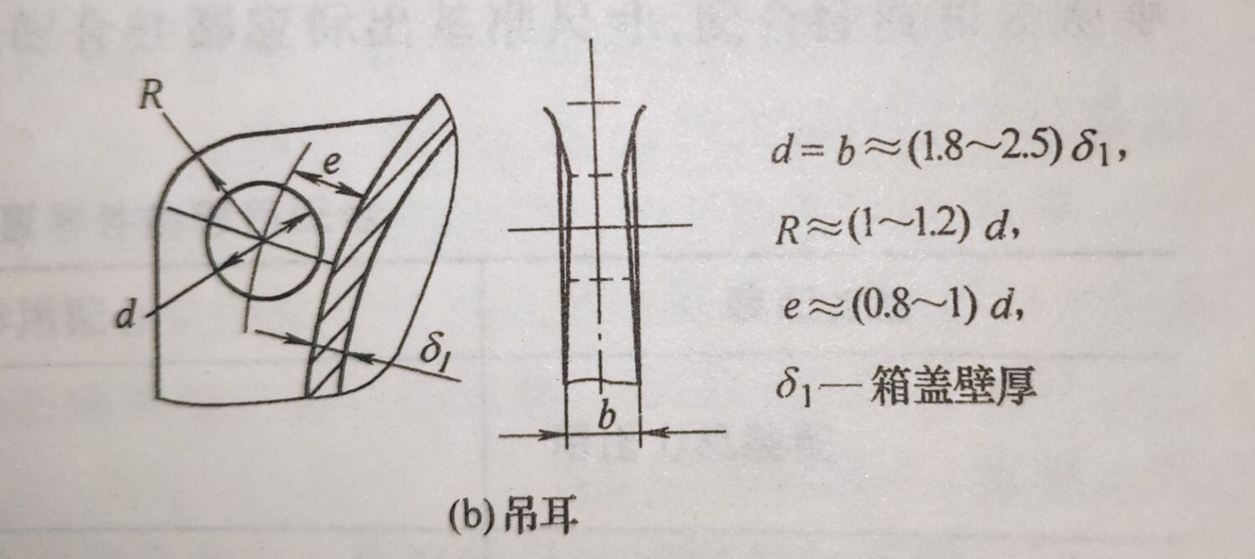 R
e
d
δ₁
b
d = b ≈ (1.8～2.5) δ₁,
R ≈ (1～1.2) d,
e ≈ (0.8～1) d,
δ₁— 箱盖壁厚
(b) 吊耳